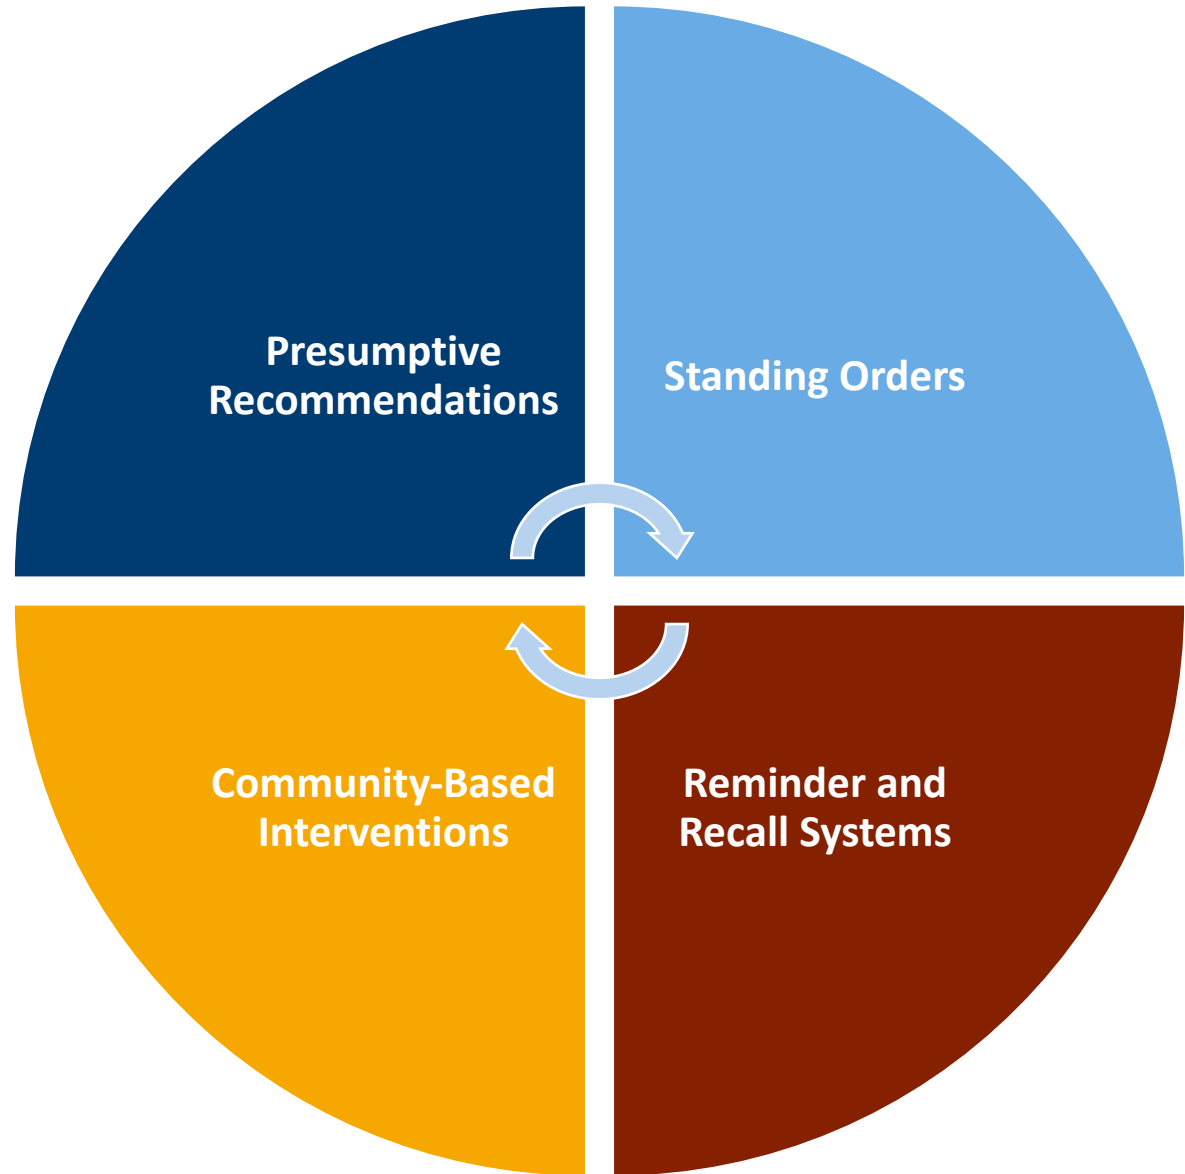 Presumptive
Recommendations
Standing Orders
Community-Based
Interventions
Reminder and
Recall Systems